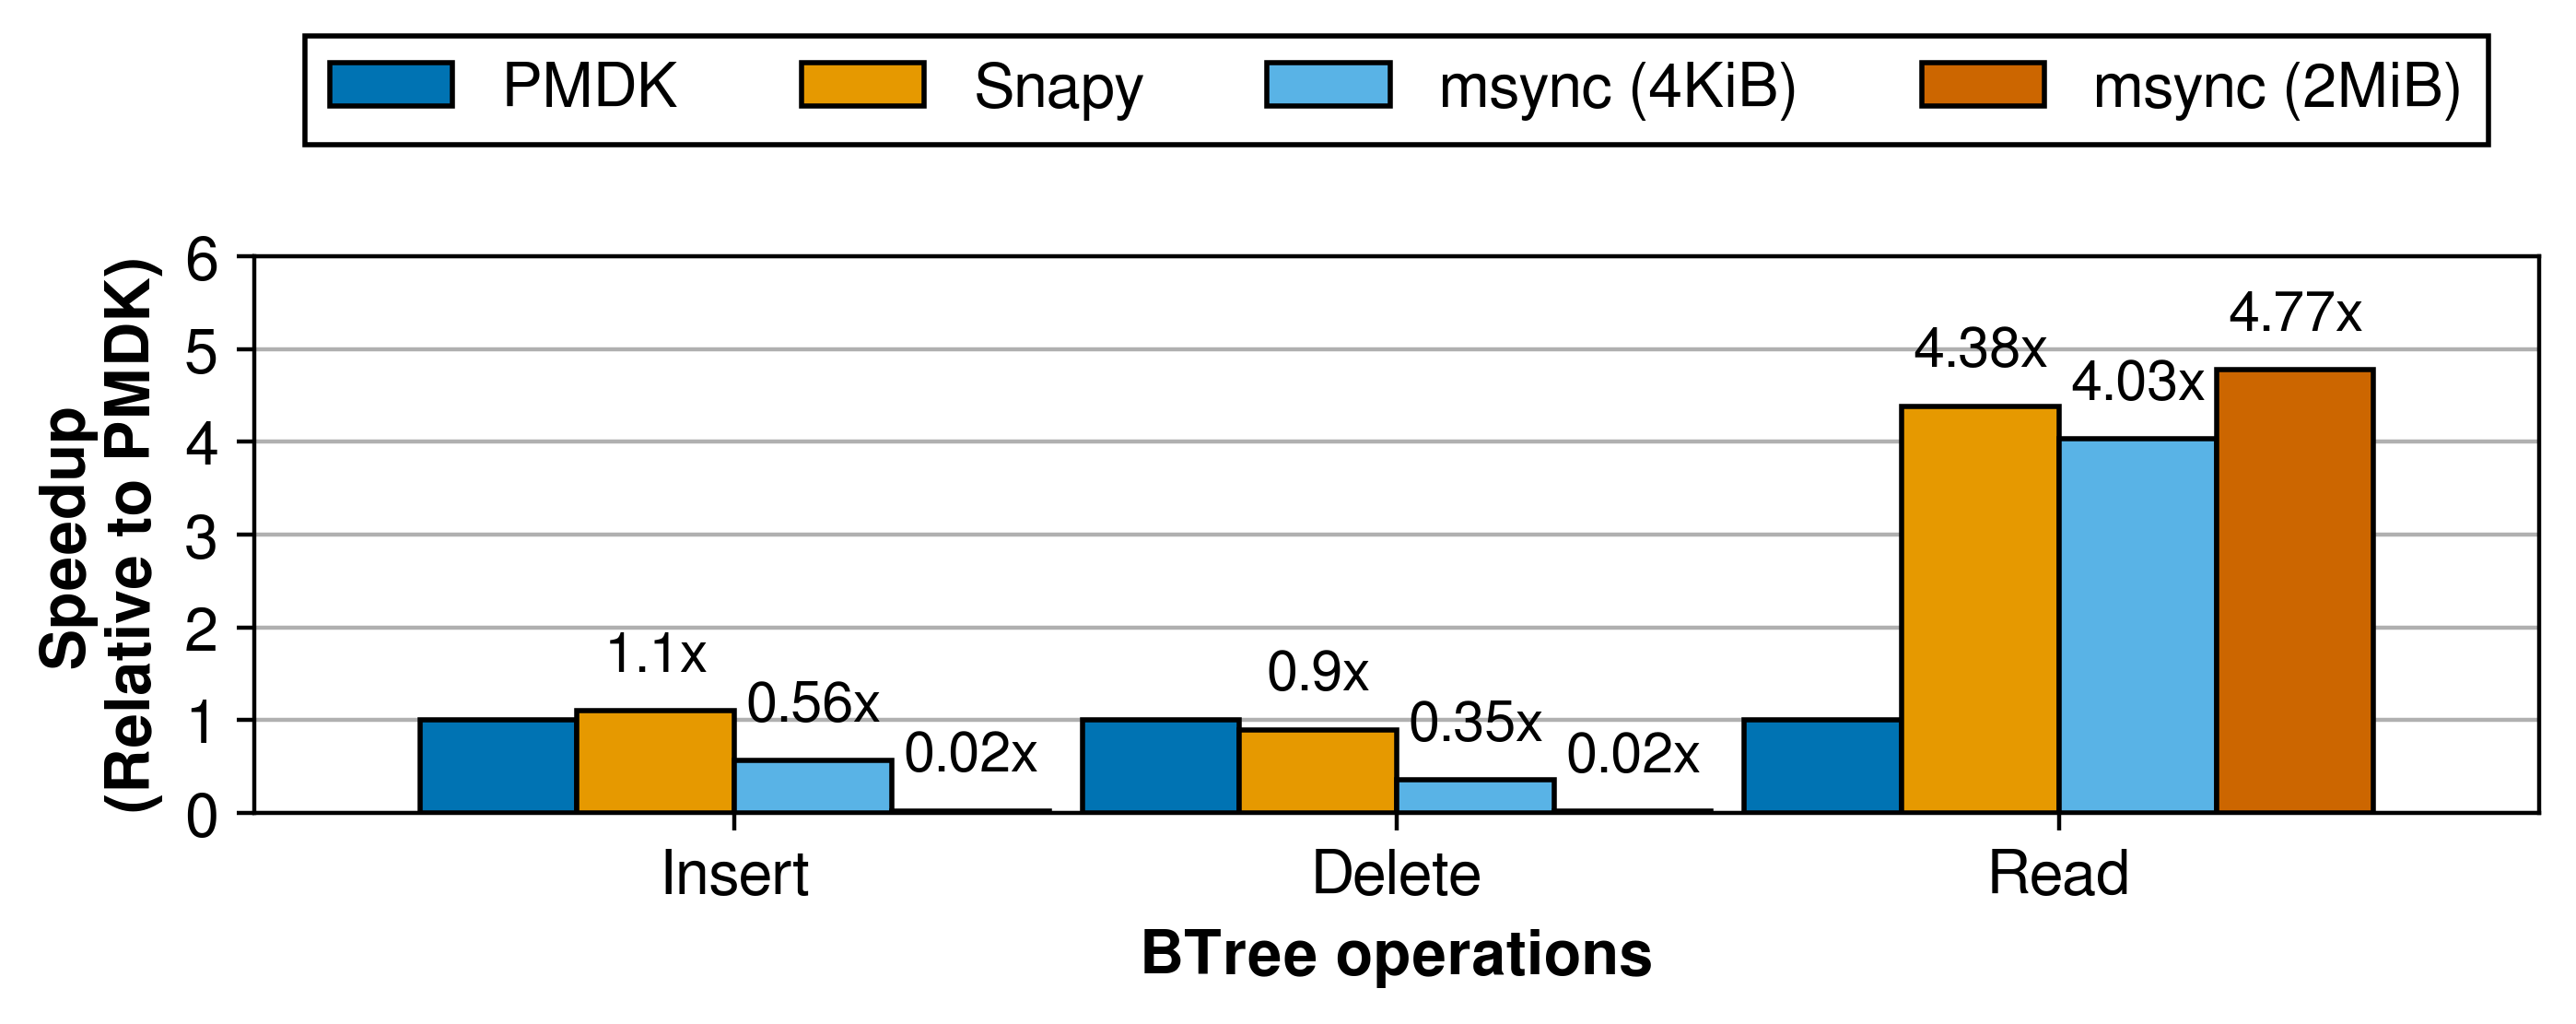 PMDK Snapy msync (4KiB) msync (2MiB)
Speedup
(Relative to PMDK)
6
5
4
3
2
1
0
1.1x
0.56x
0.02x
0.9x
0.35x
0.02x
4.38x
4.03x
4.77x
Insert Delete Read
BTree operations